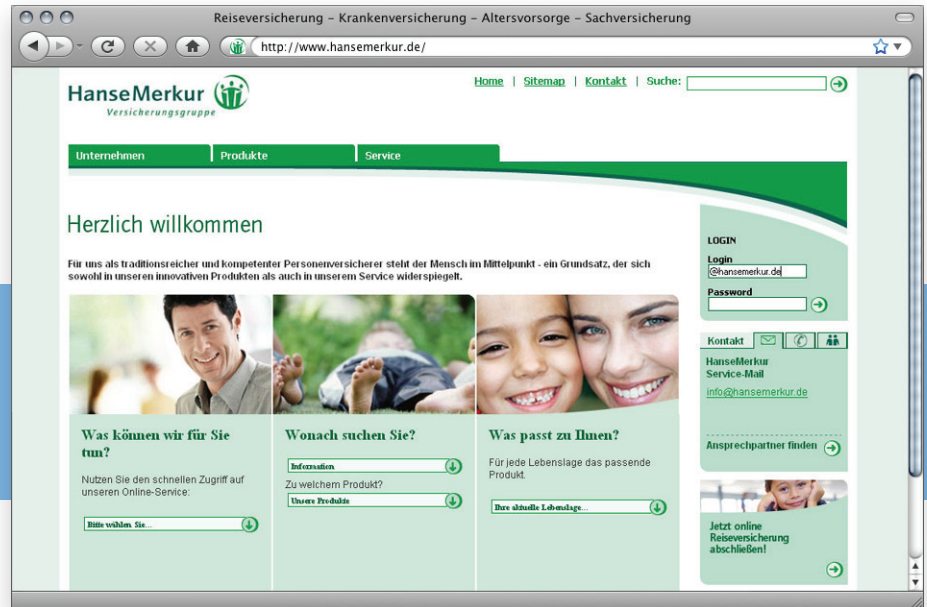 Reiseversicherung – Krankenversicherung – Altersvorsorge – Sachversicherung
http://www.hansemerkur.de/
HanseMerkur
Versicherungsgruppe
Home | Sitemap | Kontakt | Suche:
Unternehmen Produkte Service
Herzlich willkommen
Für uns als traditionsreicher und kompetenter Personenversicherer steht der Mensch im Mittelpunkt - ein Grundsatz, der sich
sowohl in unseren innovativen Produkten als auch in unserem Service widerspiegelt.
Was können wir für Sie
tun?
Nutzen Sie den schnellen Zugriff auf
unseren Online-Service:
Bitte wählen Sie...
Wonach suchen Sie?
Information
Zu welchem Produkt?
Unsere Produkte
Was passt zu Ihnen?
Für jede Lebenslage das passende
Produkt.
Ihre aktuelle Lebenslage...
LOGIN
Login
@hansemerkur.de
Password
Kontakt
HanseMerkur
Service-Mail
info@hansemerkur.de
Ansprechpartner finden
Jetzt online
Reiseversicherung
abschließen!